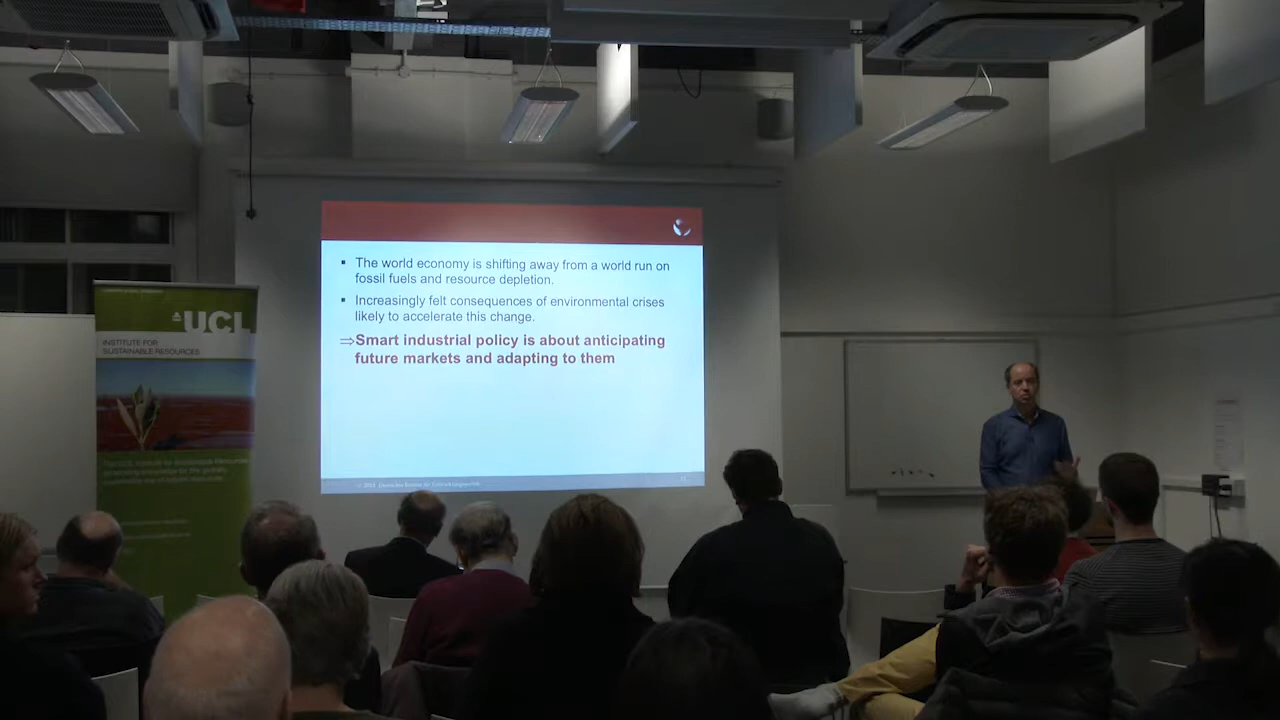 The world economy is shifting away from a world run on
fossil fuels and resource depletion.
Increasingly felt consequences of environmental crises
likely to accelerate this change.
⇒Smart industrial policy is about anticipating
future markets and adapting to them
UCL
INSTITUTE FOR
SUSTAINABLE RESOURCES